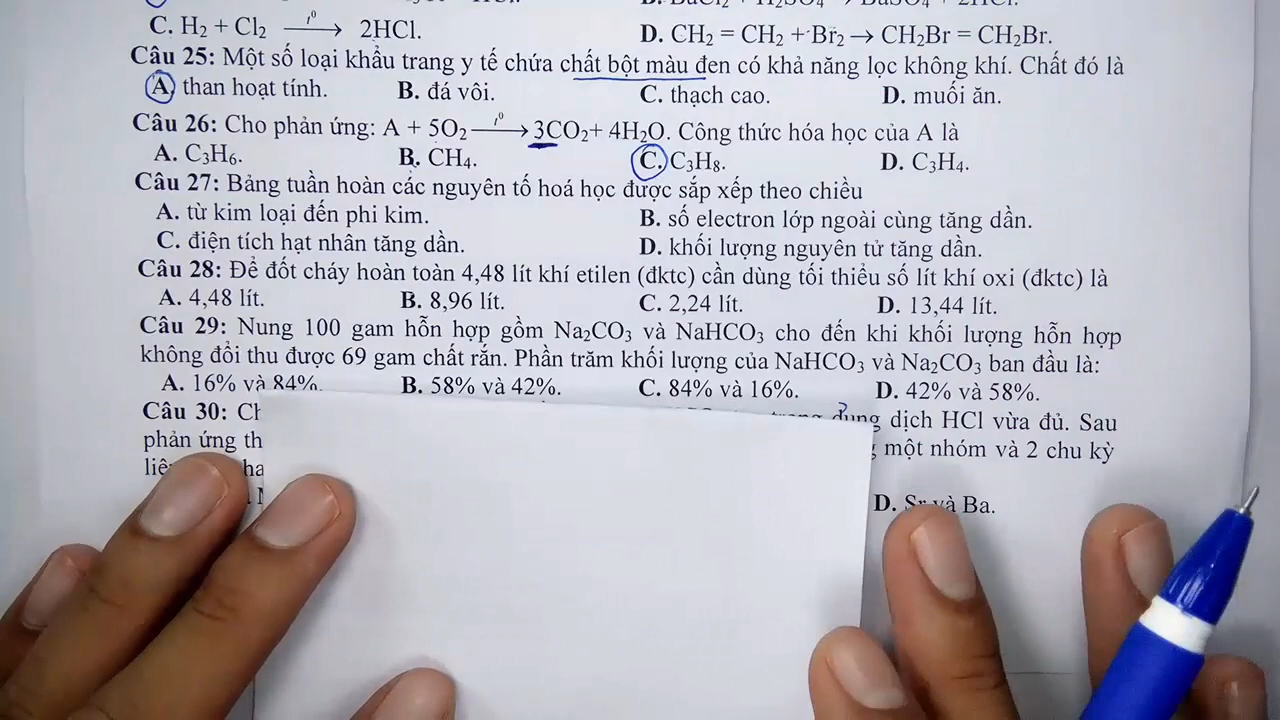 C. H₂ + Cl₂ —t⁰→ 2HCl. D. CH₂ = CH₂ + Br₂ → CH₂Br = CH₂Br.
Câu 25: Một số loại khẩu trang y tế chứa chất bột màu đen có khả năng lọc không khí. Chất đó là
A. than hoạt tính. B. đá vôi. C. thạch cao. D. muối ăn.
Câu 26: Cho phản ứng: A + 5O₂ —t⁰→ 3CO₂+ 4H₂O. Công thức hóa học của A là
A. C₃H₆. B. CH₄. C. C₃H₈. D. C₃H₄.
Câu 27: Bảng tuần hoàn các nguyên tố hoá học được sắp xếp theo chiều
A. từ kim loại đến phi kim. B. số electron lớp ngoài cùng tăng dần.
C. điện tích hạt nhân tăng dần. D. khối lượng nguyên tử tăng dần.
Câu 28: Để đốt cháy hoàn toàn 4,48 lít khí etilen (đktc) cần dùng tối thiểu số lít khí oxi (đktc) là
A. 4,48 lít. B. 8,96 lít. C. 2,24 lít. D. 13,44 lít.
Câu 29: Nung 100 gam hỗn hợp gồm Na₂CO₃ và NaHCO₃ cho đến khi khối lượng hỗn hợp
không đổi thu được 69 gam chất rắn. Phần trăm khối lượng của NaHCO₃ và Na₂CO₃ ban đầu là:
A. 16% và 84%. B. 58% và 42%. C. 84% và 16%. D. 42% và 58%.
Câu 30: dung dịch HCl vừa đủ. Sau
phản ứng một nhóm và 2 chu kỳ
D. Sr và Ba.